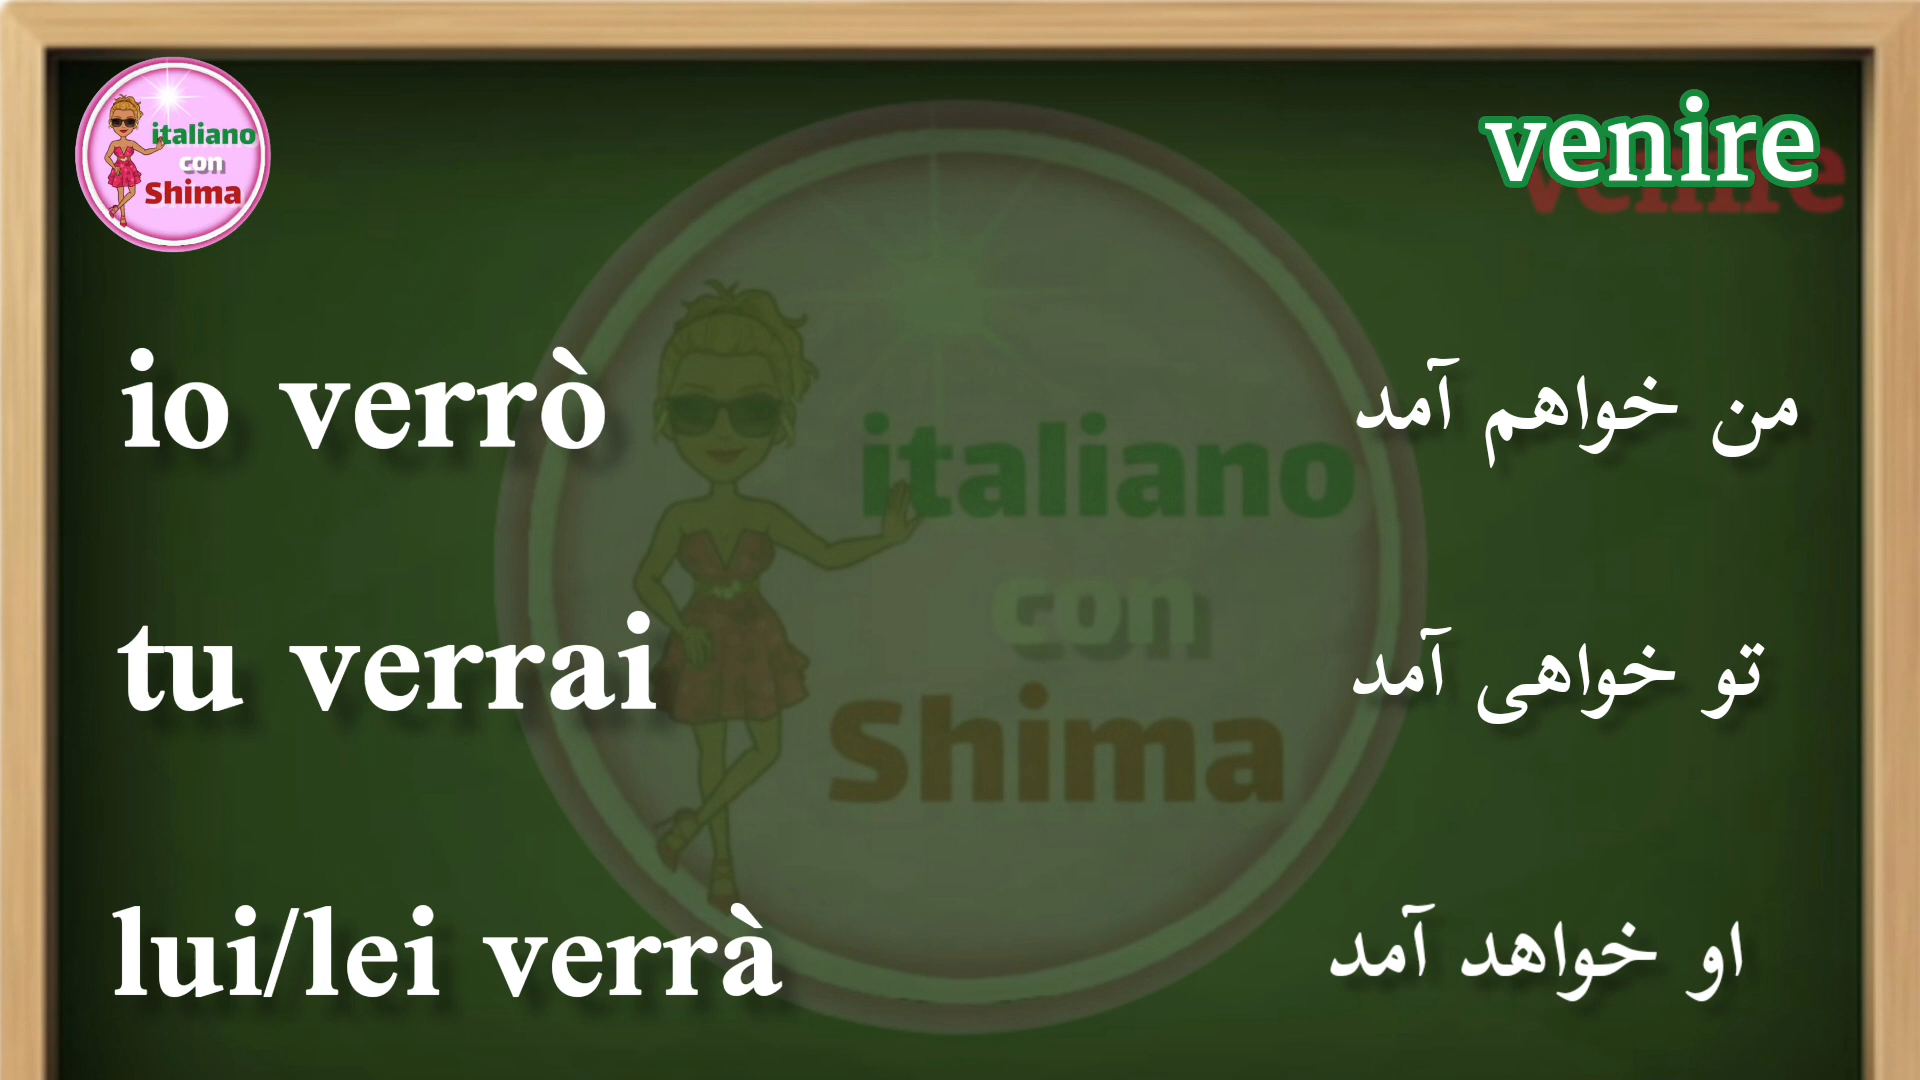 italiano
con
Shima
venire
io verrò
من خواهم آمد
tu verrai
تو خواهی آمد
lui/lei verrà
او خواهد آمد
italiano
con
Shima